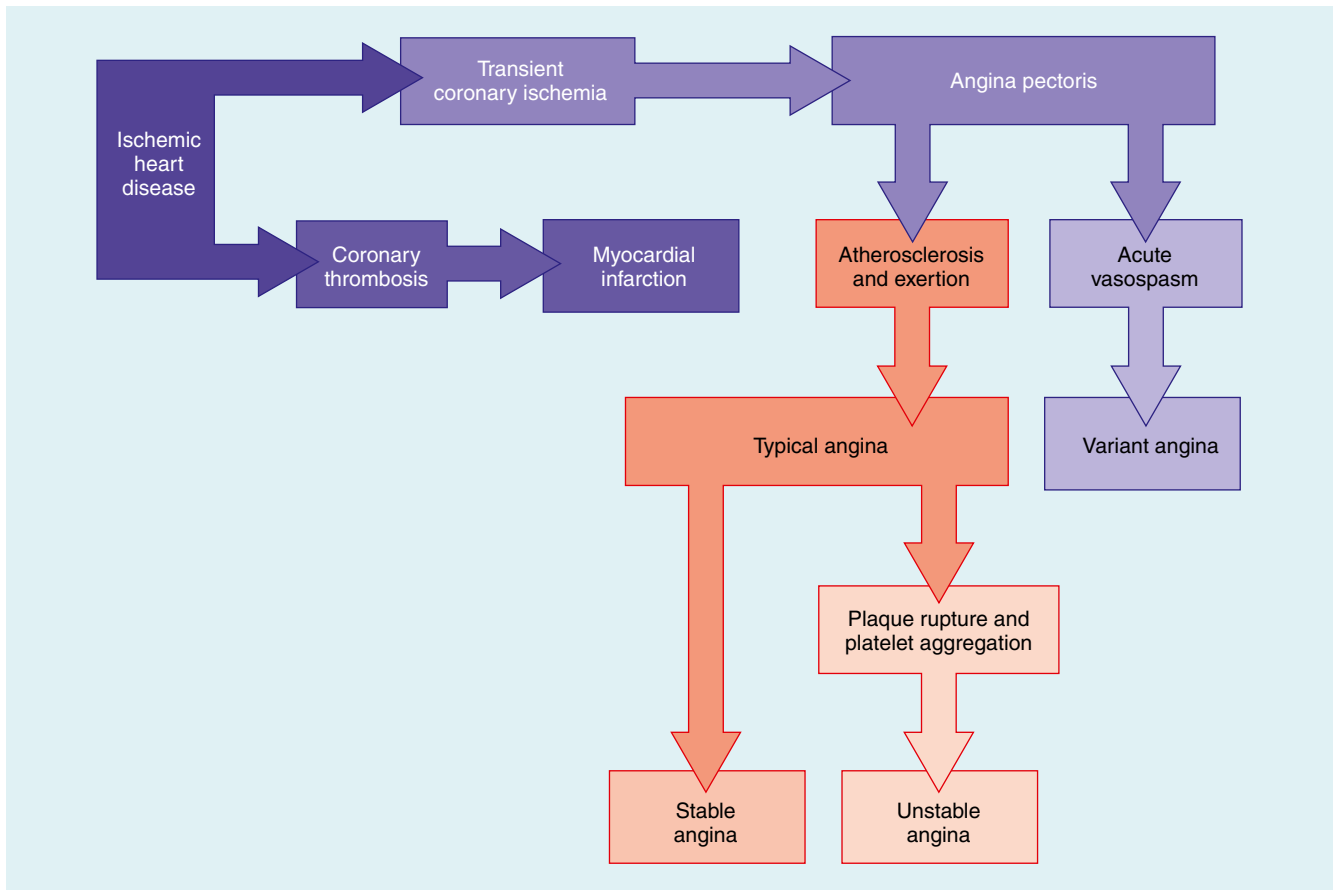 Transient
coronary ischemia
Angina pectoris
Ischemic
heart
disease
Coronary
thrombosis
Myocardial
infarction
Atherosclerosis
and exertion
Acute
vasospasm
Typical angina
Variant angina
Plaque rupture and
platelet aggregation
Stable
angina
Unstable
angina